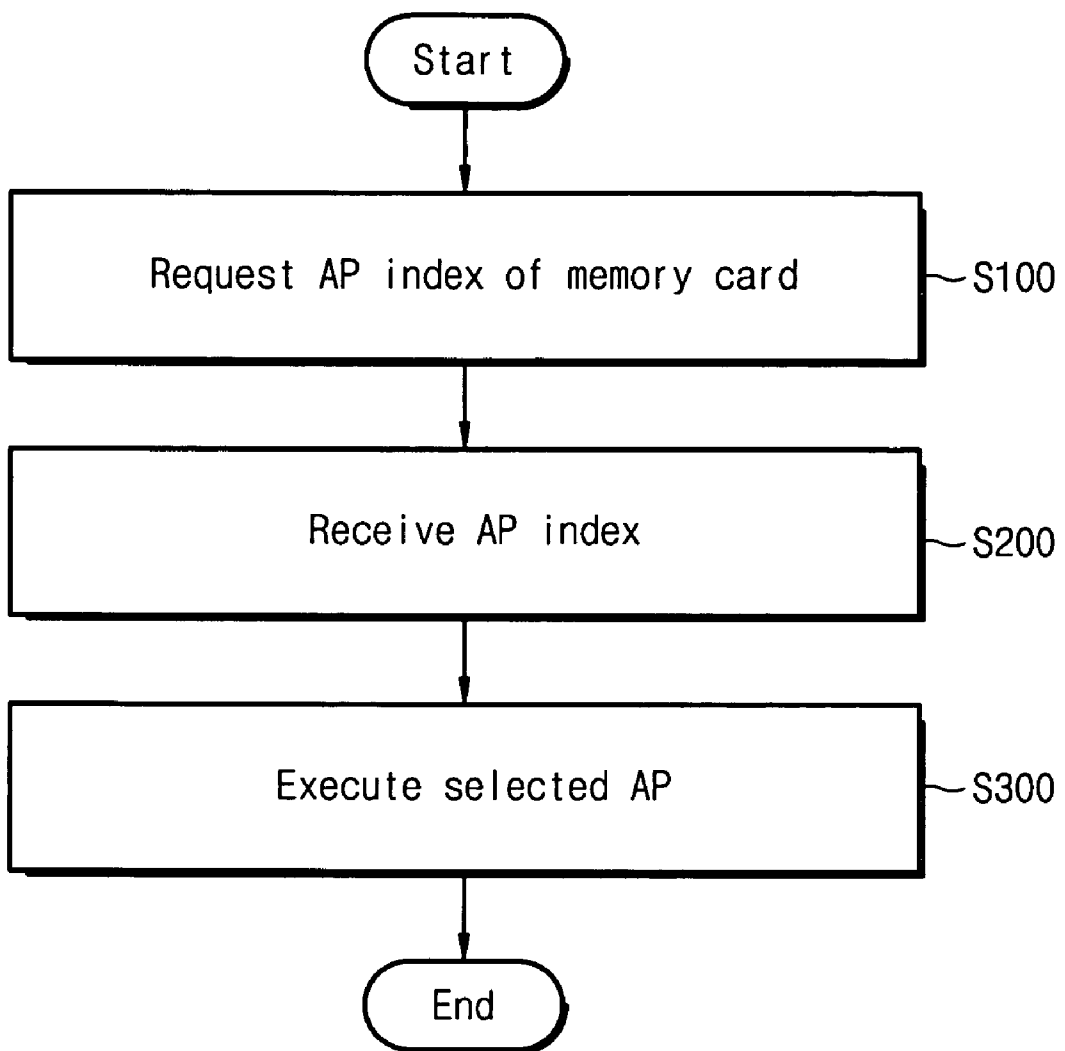 Start
Request AP index of memory card
S100
Receive AP index
S200
Execute selected AP
S300
End